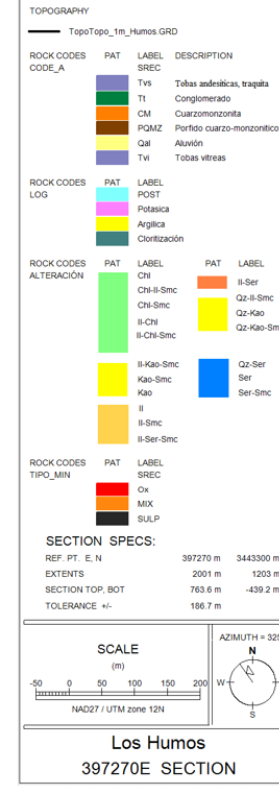 TOPOGRAPHY
TopoTopo_1m_Humos.GRD
ROCK CODES PAT LABEL DESCRIPTION
CODE_A SREC
Tvs Tobas andesíticas, traquita
Tt Conglomerado
CM Cuarzomonzonita
PQMZ Porfido cuarzo-monzonitico
Qal Aluvión
Tvi Tobas vitreas
ROCK CODES PAT LABEL
LOG POST
Potasica
Argilica
Cloritización
ROCK CODES PAT LABEL PAT LABEL
ALTERACIÓN Chl
Chl-Il-Smc
Chl-Smc
Il-Chl
Il-Chl-Smc
Il-Ser
Qz-Il-Smc
Qz-Kao
Qz-Kao-Sm
Il-Kao-Smc
Kao-Smc
Kao
Qz-Ser
Ser
Ser-Smc
Il
Il-Smc
Il-Ser-Smc
ROCK CODES PAT LABEL
TIPO_MIN SREC
Ox
MIX
SULP
SECTION SPECS:
REF. PT. E, N 397270 m 3443300 m
EXTENTS 2001 m 1203 m
SECTION TOP, BOT 763.6 m -439.2 m
TOLERANCE +/- 186.7 m
SCALE
(m)
-50 0 50 100 150 200
NAD27 / UTM zone 12N
AZIMUTH = 325
N
W
S
Los Humos
397270E SECTION